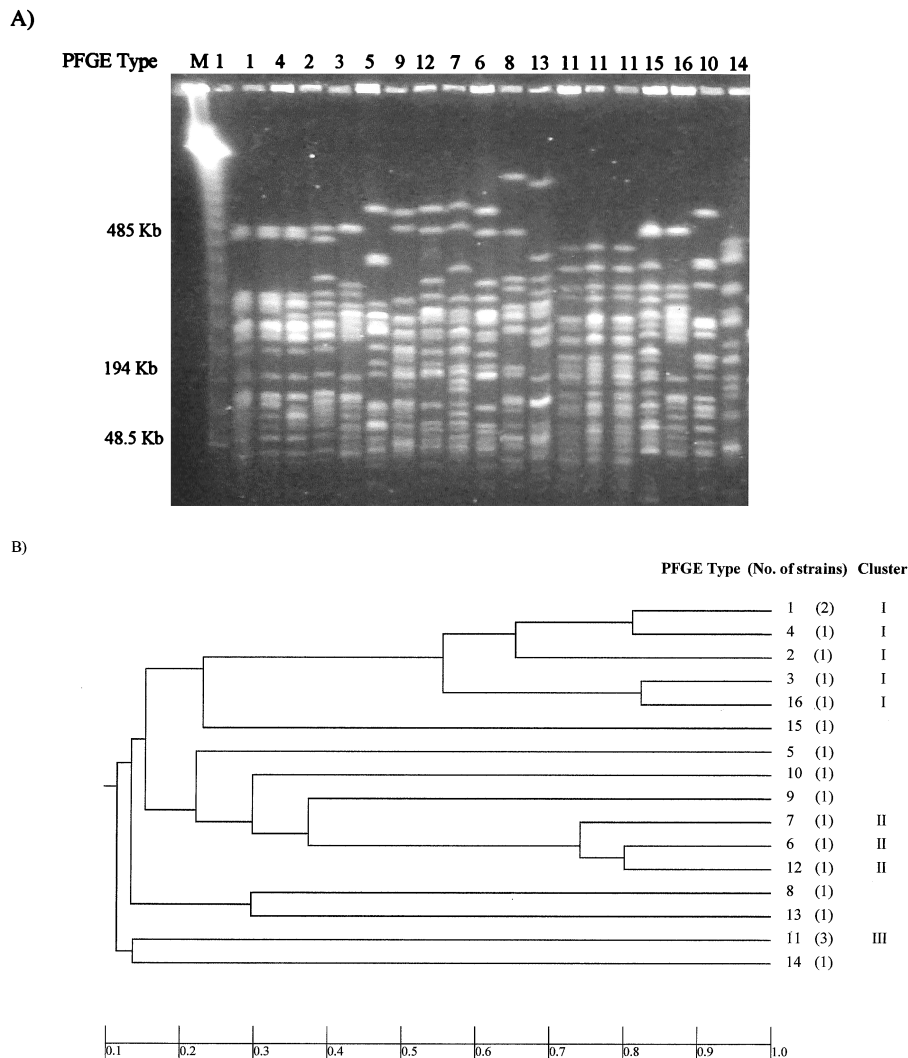 A)
PFGE Type M 1 1 4 2 3 5 9 12 7 6 8 13 11 11 11 15 16 10 14
485 Kb
194 Kb
48.5 Kb
B)
PFGE Type (No. of strains) Cluster
1 (2) I
4 (1) I
2 (1) I
3 (1) I
16 (1) I
15 (1)
5 (1)
10 (1)
9 (1)
7 (1) II
6 (1) II
12 (1) II
8 (1)
13 (1)
11 (3) III
14 (1)
0.1 0.2 0.3 0.4 0.5 0.6 0.7 0.8 0.9 1.0